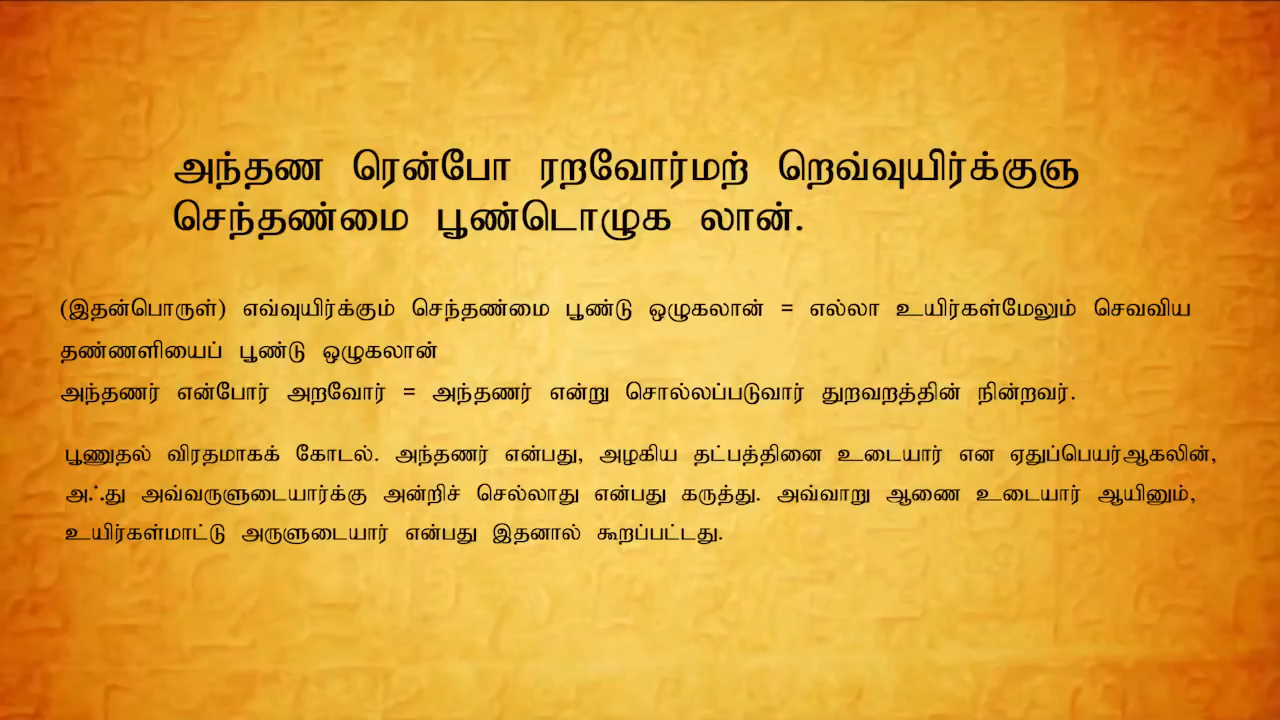 அந்தண ரென்போ ரறவோர்மற் றெவ்வுயிர்க்குஞ
செந்தண்மை பூண்டொழுக லான்.
(இதன்பொருள்) எவ்வுயிர்க்கும் செந்தண்மை பூண்டு ஒழுகலான் = எல்லா உயிர்கள்மேலும் செவவிய
தண்ணளியைப் பூண்டு ஒழுகலான்
அந்தணர் என்போர் அறவோர் = அந்தணர் என்று சொல்லப்படுவார் துறவறத்தின் நின்றவர்.
பூணுதல் விரதமாகக் கோடல். அந்தணர் என்பது, அழகிய தட்பத்தினை உடையார் என ஏதுப்பெயர்ஆகலின்,
அஃது அவ்வருளுடையார்க்கு அன்றிச் செல்லாது என்பது கருத்து. அவ்வாறு ஆணை உடையார் ஆயினும்,
உயிர்கள்மாட்டு அருளுடையார் என்பது இதனால் கூறப்பட்டது.